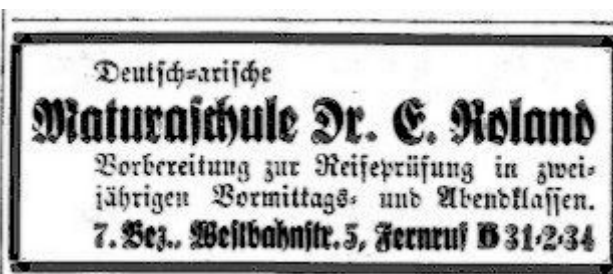 Deutsch-arische
Maturaschule Dr. E. Roland
Vorbereitung zur Reifeprüfung in zwei-
jährigen Vormittags- und Abendklassen.
7. Bez., Westbahnstr. 5, Fernruf B 31-2-34